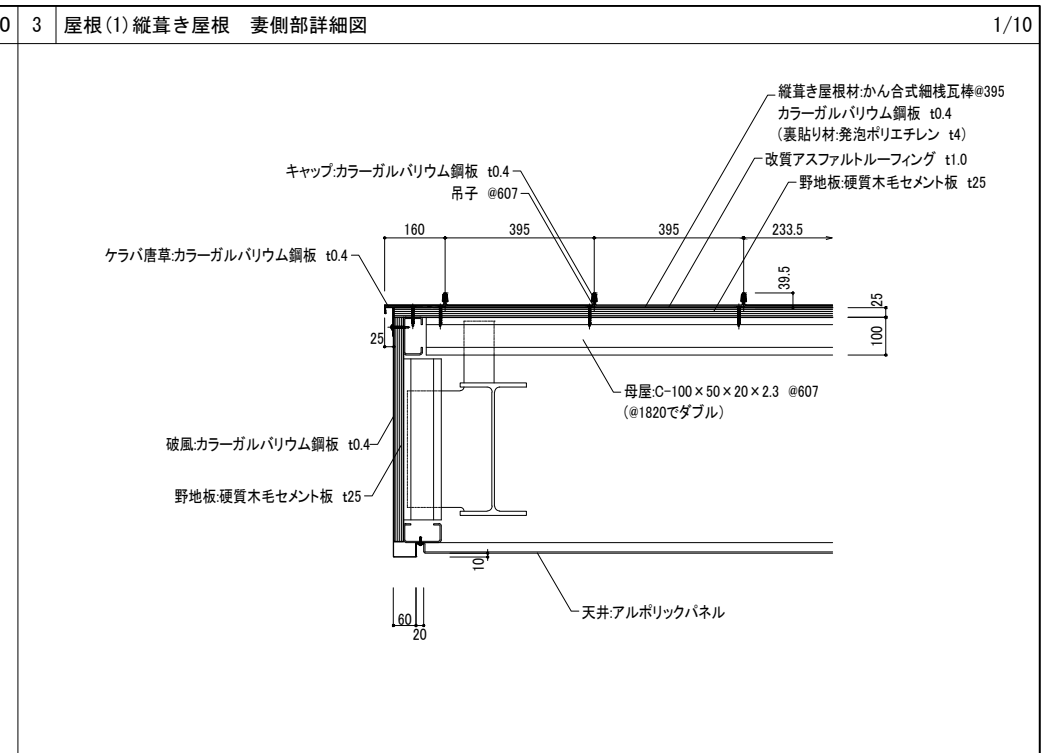 0
3
屋根(1)縦葺き屋根 妻側部詳細図
1/10
縦葺き屋根材:かん合式細桟瓦棒@395
カラーガルバリウム鋼板 t0.4
(裏貼り材:発泡ポリエチレン t4)
改質アスファルトルーフィング t1.0
野地板:硬質木毛セメント板 t25
キャップ:カラーガルバリウム鋼板 t0.4
吊子 @607
160
395
395
233.5
ケラバ唐草:カラーガルバリウム鋼板 t0.4
39.5
25
100
25
母屋:C-100×50×20×2.3 @607
(@1820でダブル)
破風:カラーガルバリウム鋼板 t0.4
野地板:硬質木毛セメント板 t25
10
天井:アルポリックパネル
60
20